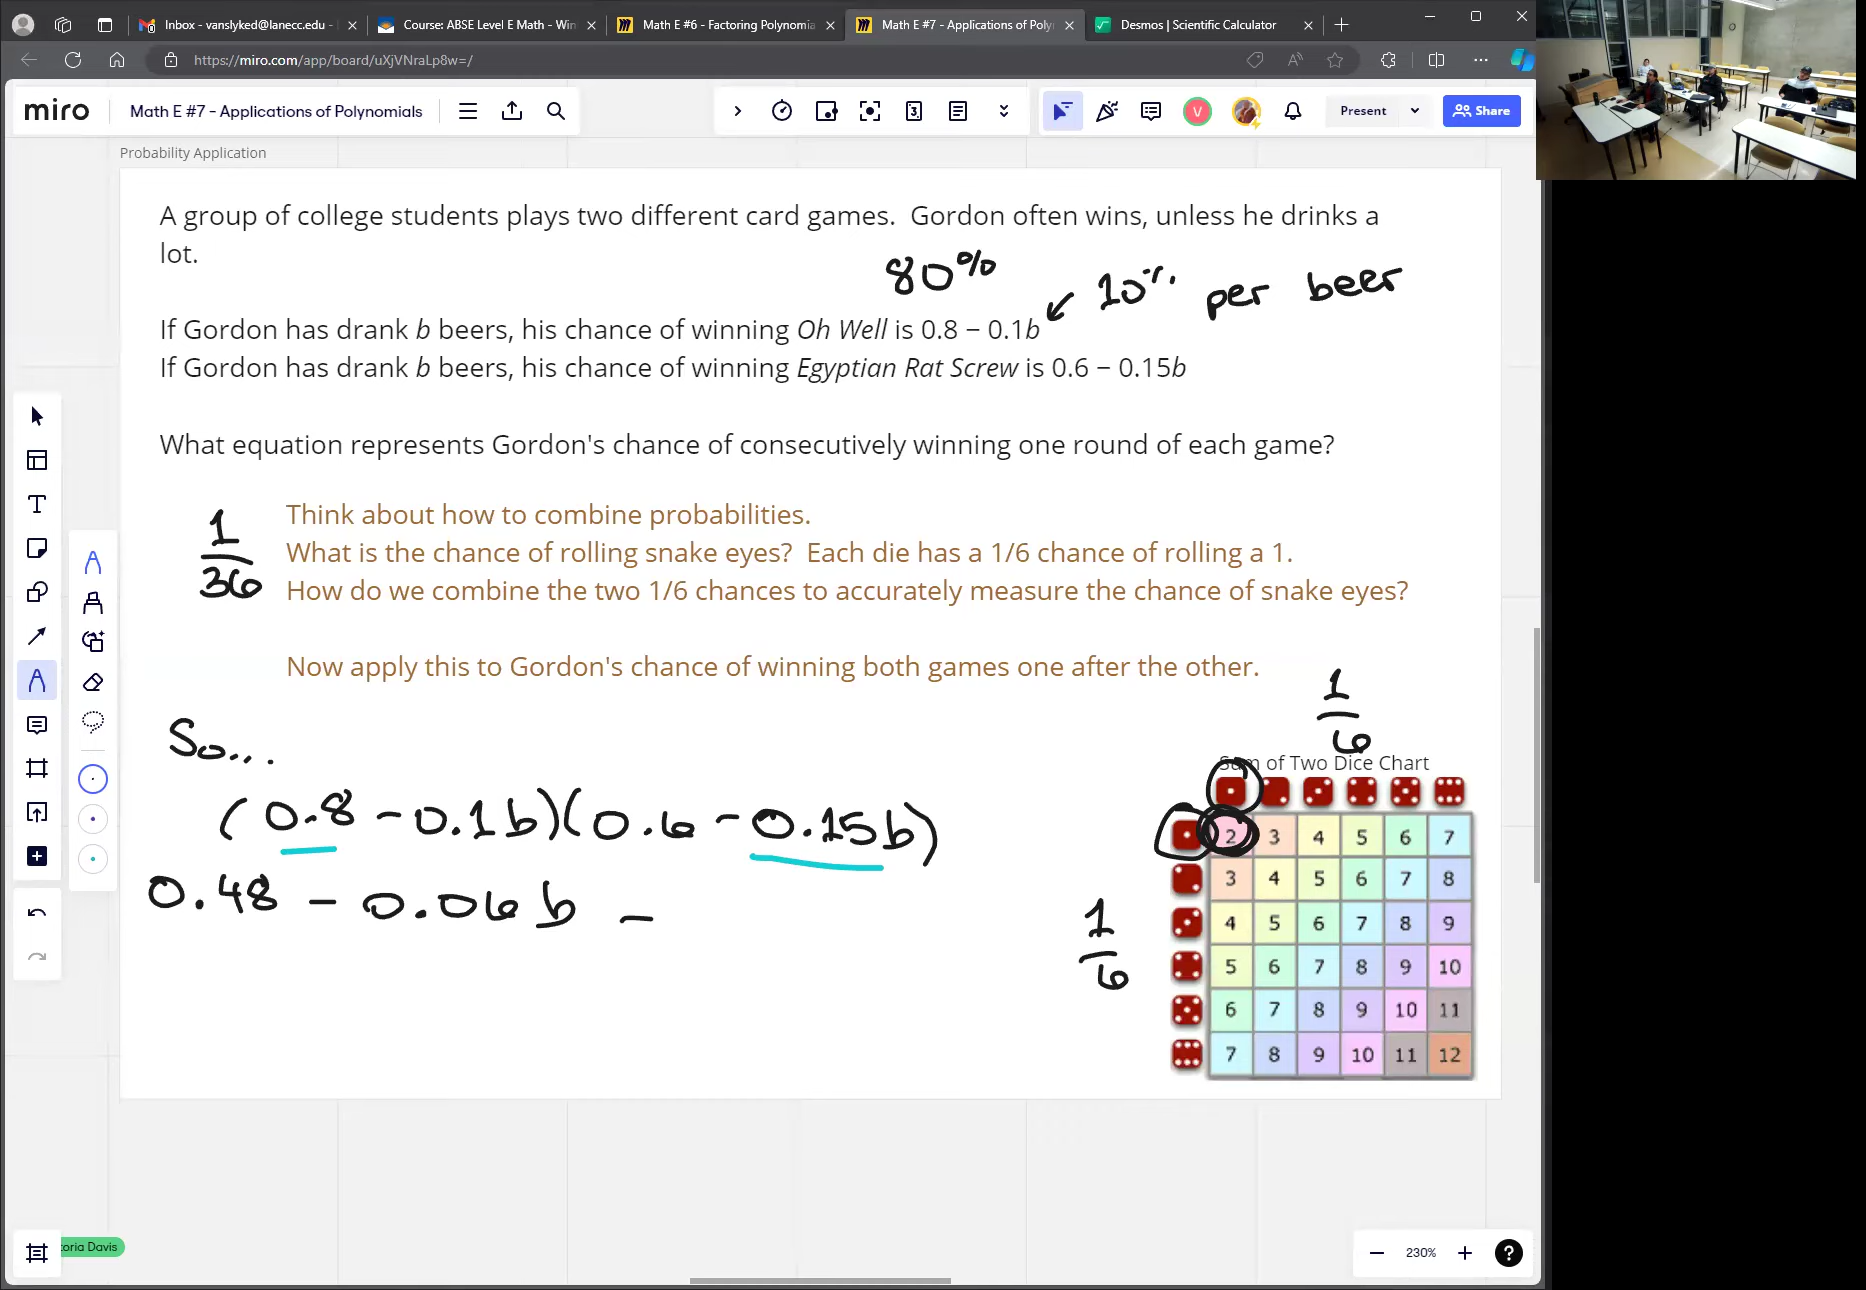 Inbox - vanslyked@lanecc.edu -
Course: ABSE Level E Math - Win
Math E #6 - Factoring Polynomia
Math E #7 - Applications of Poly
Desmos | Scientific Calculator
https://miro.com/app/board/uXjVNraLp8w=/
miro
Math E #7 - Applications of Polynomials
V
Present
Share
Probability Application
A group of college students plays two different card games. Gordon often wins, unless he drinks a
lot.
80%
10% per beer
If Gordon has drank b beers, his chance of winning Oh Well is 0.8 − 0.1b
If Gordon has drank b beers, his chance of winning Egyptian Rat Screw is 0.6 − 0.15b
What equation represents Gordon's chance of consecutively winning one round of each game?
1
36
Think about how to combine probabilities.
What is the chance of rolling snake eyes? Each die has a 1/6 chance of rolling a 1.
How do we combine the two 1/6 chances to accurately measure the chance of snake eyes?
Now apply this to Gordon's chance of winning both games one after the other.
So...
(0.8 - 0.1b)(0.6 - 0.15b)
0.48 - 0.06b -
1
6
Sum of Two Dice Chart
2 3 4 5 6 7
3 4 5 6 7 8
4 5 6 7 8 9
5 6 7 8 9 10
6 7 8 9 10 11
7 8 9 10 11 12
1
6
toria Davis
230%